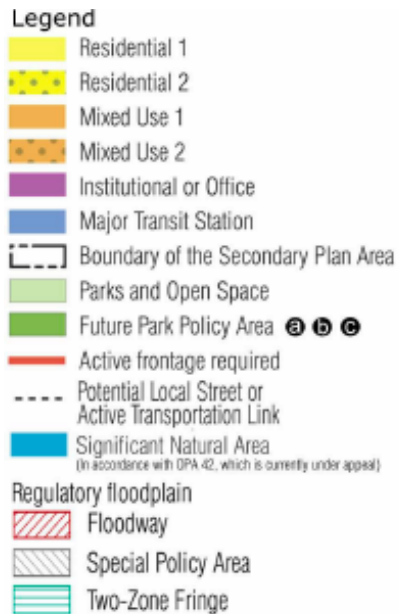 Legend
Residential 1
Residential 2
Mixed Use 1
Mixed Use 2
Institutional or Office
Major Transit Station
Boundary of the Secondary Plan Area
Parks and Open Space
Future Park Policy Area a b c
Active frontage required
Potential Local Street or
Active Transportation Link
Significant Natural Area
(In accordance with OPA 42, which is currently under appeal)
Regulatory floodplain
Floodway
Special Policy Area
Two-Zone Fringe